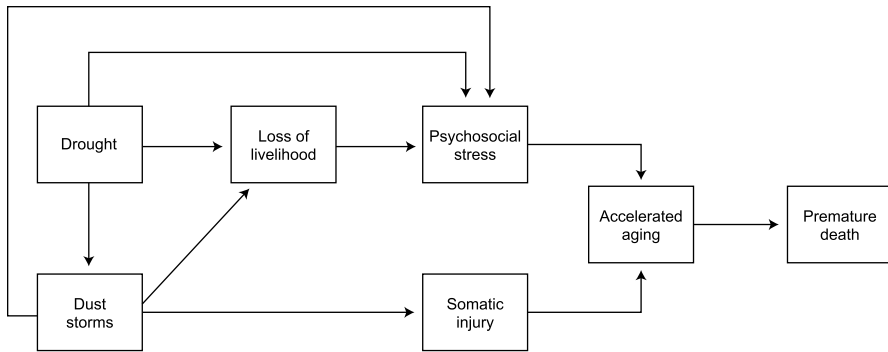 Drought
Loss of
livelihood
Psychosocial
stress
Accelerated
aging
Premature
death
Dust
storms
Somatic
injury